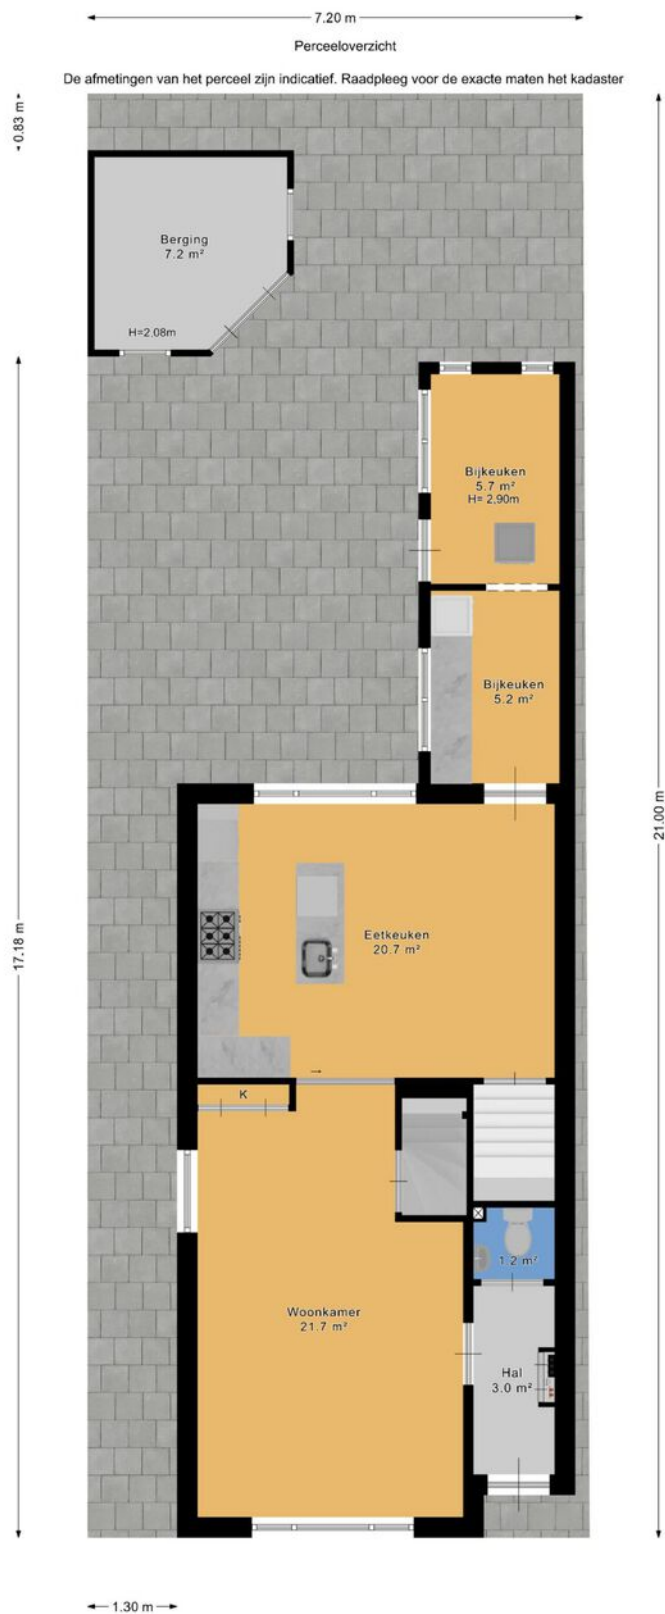 7.20 m
Perceeloverzicht
De afmetingen van het perceel zijn indicatief. Raadpleeg voor de exacte maten het kadaster
0.83 m
Berging
7.2 m²
H=2.08m
Bijkeuken
5.7 m²
H= 2,90m
Bijkeuken
5.2 m²
21.00 m
17.18 m
Eetkeuken
20.7 m²
K
1.2 m²
Woonkamer
21.7 m²
Hal
3.0 m²
1.30 m